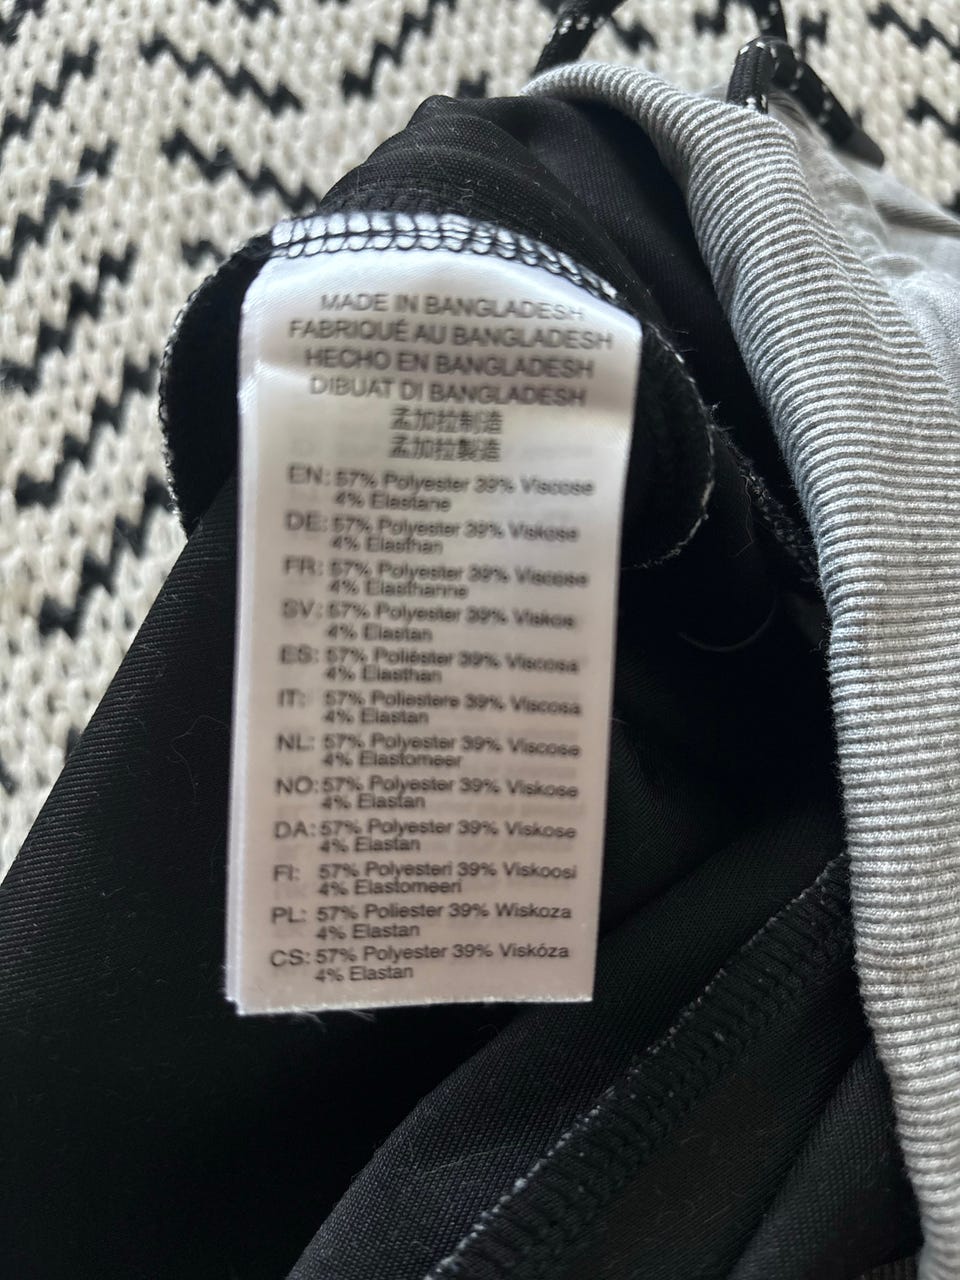 MADE IN BANGLADESH
FABRIQUÉ AU BANGLADESH
HECHO EN BANGLADESH
DIBUAT DI BANGLADESH
孟加拉制造
孟加拉製造
EN: 57% Polyester 39% Viscose
4% Elastane
DE: 57% Polyester 39% Viskose
4% Elasthan
FR: 57% Polyester 39% Viscose
4% Elasthanne
SV: 57% Polyester 39% Viskos
4% Elastan
ES: 57% Poliéster 39% Viscosa
4% Elasthan
IT: 57% Poliestere 39% Viscosa
4% Elastan
NL: 57% Polyester 39% Viscose
4% Elastomeer
NO: 57% Polyester 39% Viskose
4% Elastan
DA: 57% Polyester 39% Viskose
4% Elastan
FI: 57% Polyesteri 39% Viskoosi
4% Elastomeeri
PL: 57% Poliester 39% Wiskoza
4% Elastan
CS: 57% Polyester 39% Viskóza
4% Elastan